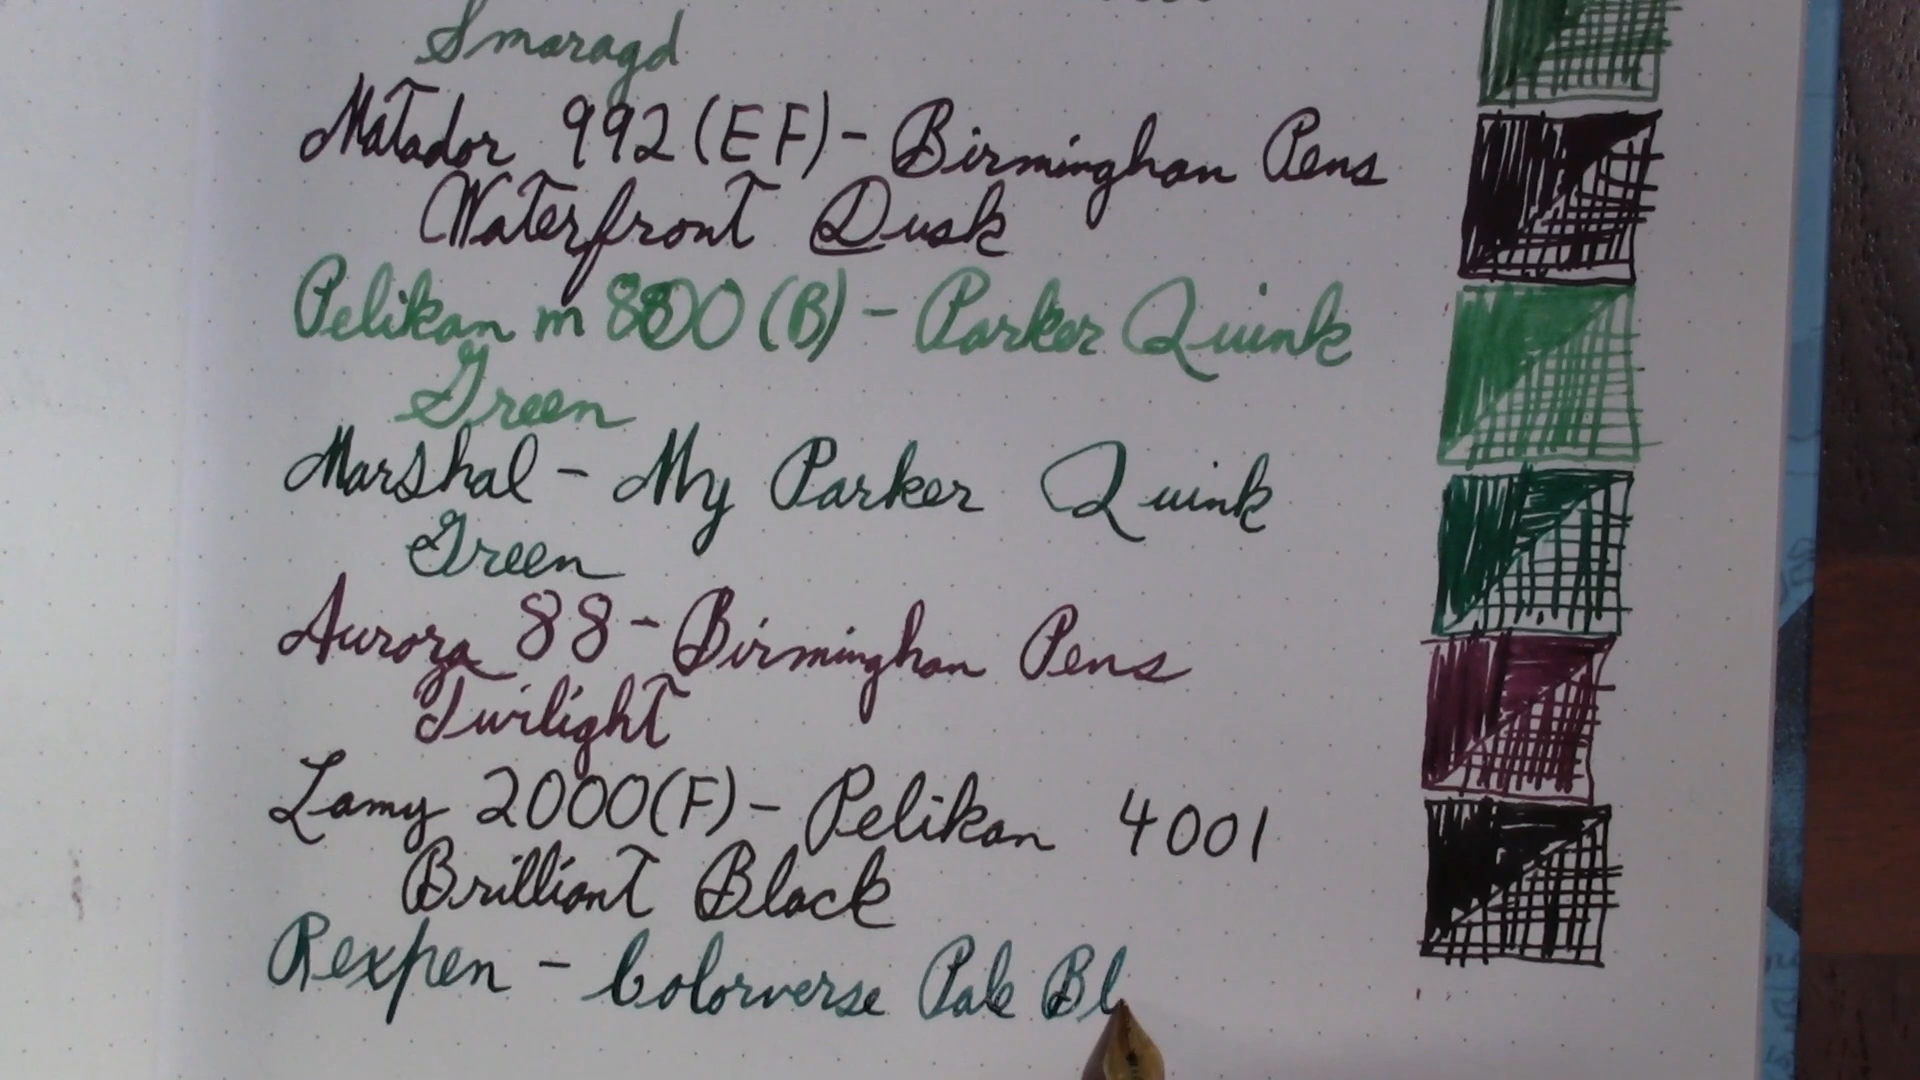 Smaragd
Matador 992 (EF) - Birmingham Pens
Waterfront Dusk
Pelikan m800 (B) - Parker Quink
Green
Marshal - My Parker Quink
Green
Aurora 88 - Birmingham Pens
Twilight
Lamy 2000 (F) - Pelikan 4001
Brilliant Black
Rexpen - Colorverse Pale Bl